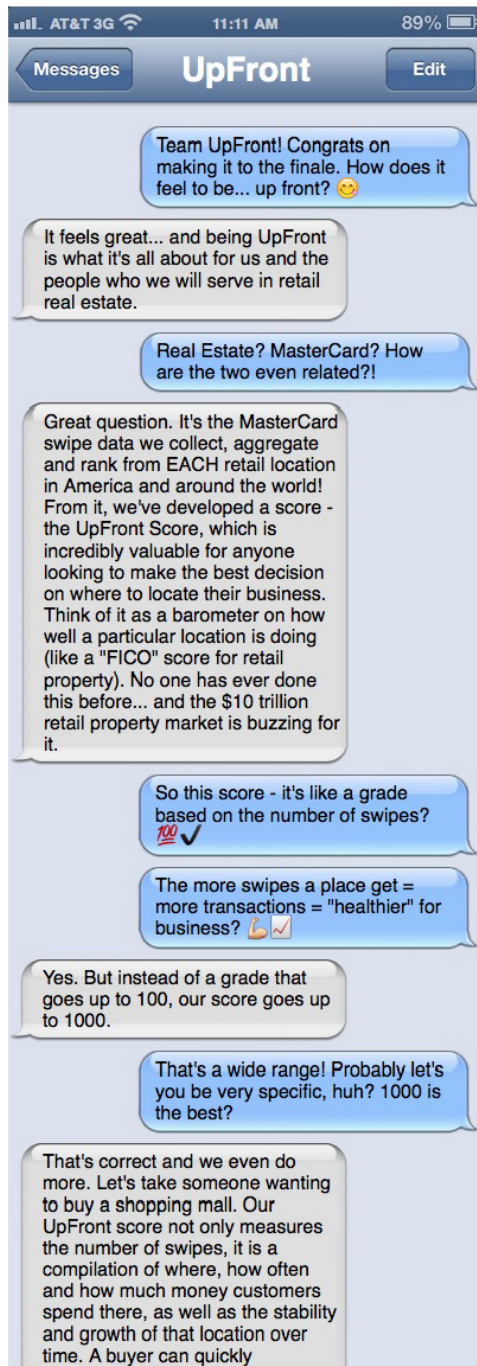 AT&T 3G 11:11 AM 89%
Messages UpFront Edit
Team UpFront! Congrats on
making it to the finale. How does it
feel to be... up front? 😋
It feels great... and being UpFront
is what it's all about for us and the
people who we will serve in retail
real estate.
Real Estate? MasterCard? How
are the two even related?!
Great question. It's the MasterCard
swipe data we collect, aggregate
and rank from EACH retail location
in America and around the world!
From it, we've developed a score -
the UpFront Score, which is
incredibly valuable for anyone
looking to make the best decision
on where to locate their business.
Think of it as a barometer on how
well a particular location is doing
(like a "FICO" score for retail
property). No one has ever done
this before... and the $10 trillion
retail property market is buzzing for
it.
So this score - it's like a grade
based on the number of swipes?
💯✔
The more swipes a place get =
more transactions = "healthier" for
business? 💪📈
Yes. But instead of a grade that
goes up to 100, our score goes up
to 1000.
That's a wide range! Probably let's
you be very specific, huh? 1000 is
the best?
That's correct and we even do
more. Let's take someone wanting
to buy a shopping mall. Our
UpFront score not only measures
the number of swipes, it is a
compilation of where, how often
and how much money customers
spend there, as well as the stability
and growth of that location over
time. A buyer can quickly